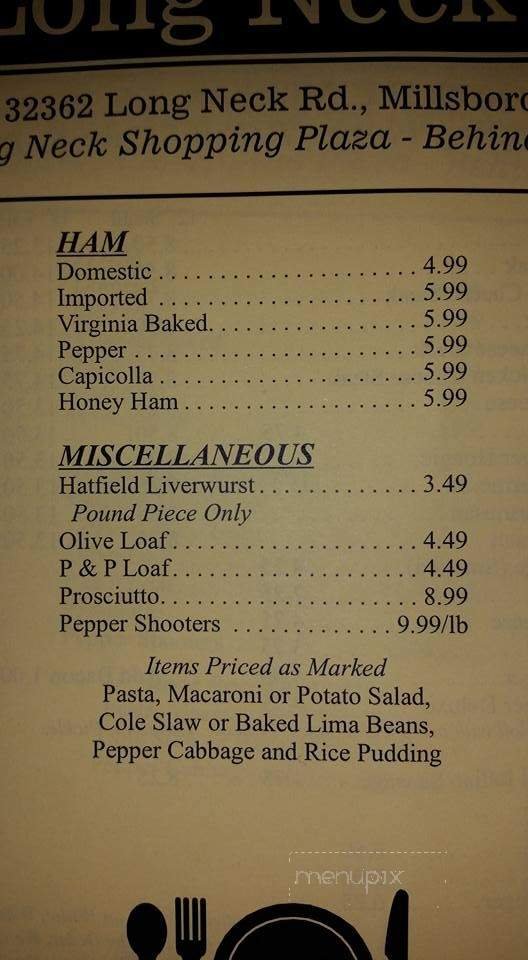 Long Neck
32362 Long Neck Rd., Millsboro
g Neck Shopping Plaza - Behin
HAM
Domestic . . . . . . . . . . . . . . . . . . . . . 4.99
Imported . . . . . . . . . . . . . . . . . . . . . 5.99
Virginia Baked. . . . . . . . . . . . . . . . . 5.99
Pepper . . . . . . . . . . . . . . . . . . . . . . . 5.99
Capicolla . . . . . . . . . . . . . . . . . . . . . 5.99
Honey Ham . . . . . . . . . . . . . . . . . . . 5.99
MISCELLANEOUS
Hatfield Liverwurst . . . . . . . . . . . . . 3.49
Pound Piece Only
Olive Loaf . . . . . . . . . . . . . . . . . . . . 4.49
P & P Loaf. . . . . . . . . . . . . . . . . . . . 4.49
Prosciutto. . . . . . . . . . . . . . . . . . . . . 8.99
Pepper Shooters . . . . . . . . . . . . . 9.99/lb
Items Priced as Marked
Pasta, Macaroni or Potato Salad,
Cole Slaw or Baked Lima Beans,
Pepper Cabbage and Rice Pudding
menupix